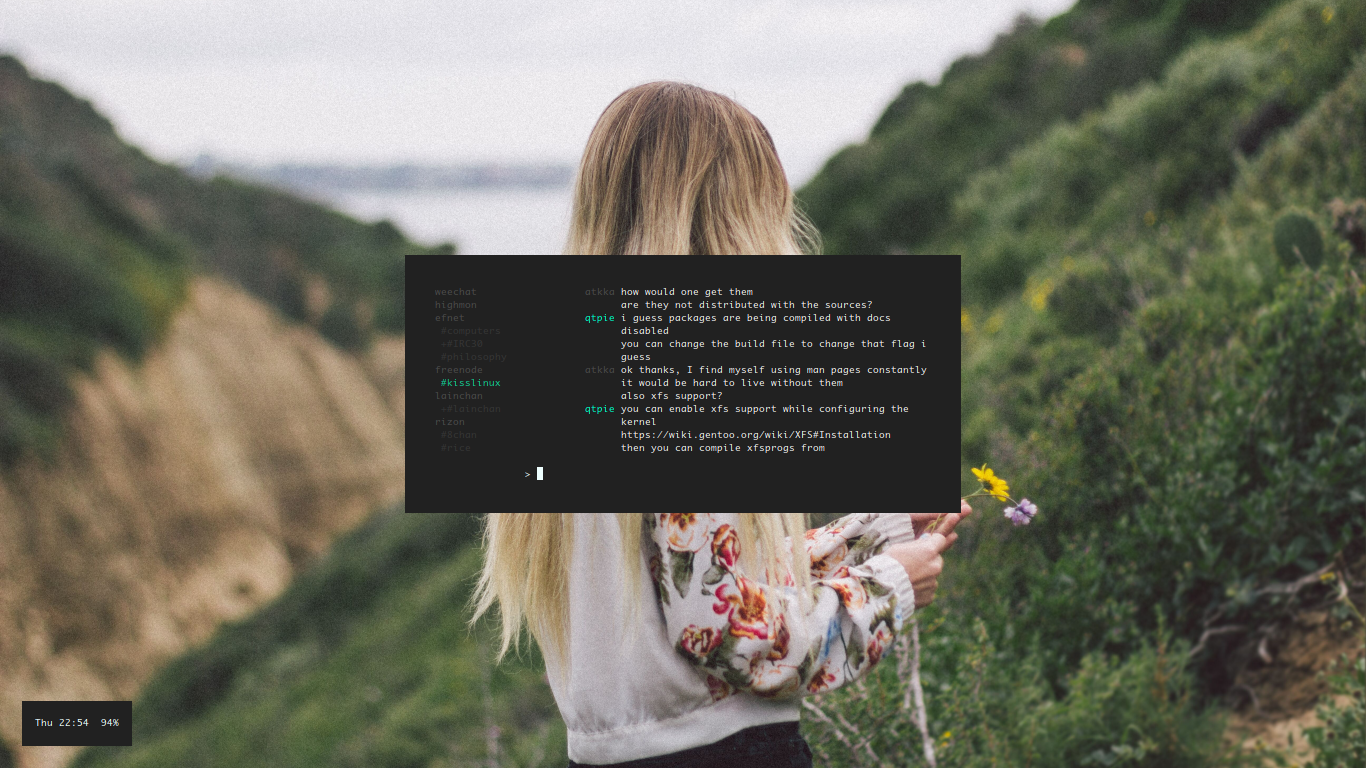 weechat
highmon
efnet
#computers
+#IRC30
#philosophy
freenode
#kisslinux
lainchan
+#lainchan
rizon
#8chan
#rice
atkka how would one get them
are they not distributed with the sources?
qtpie i guess packages are being compiled with docs
disabled
you can change the build file to change that flag i
guess
atkka ok thanks, I find myself using man pages constantly
it would be hard to live without them
also xfs support?
qtpie you can enable xfs support while configuring the
kernel
https://wiki.gentoo.org/wiki/XFS#Installation
then you can compile xfsprogs from
>
Thu 22:54 94%